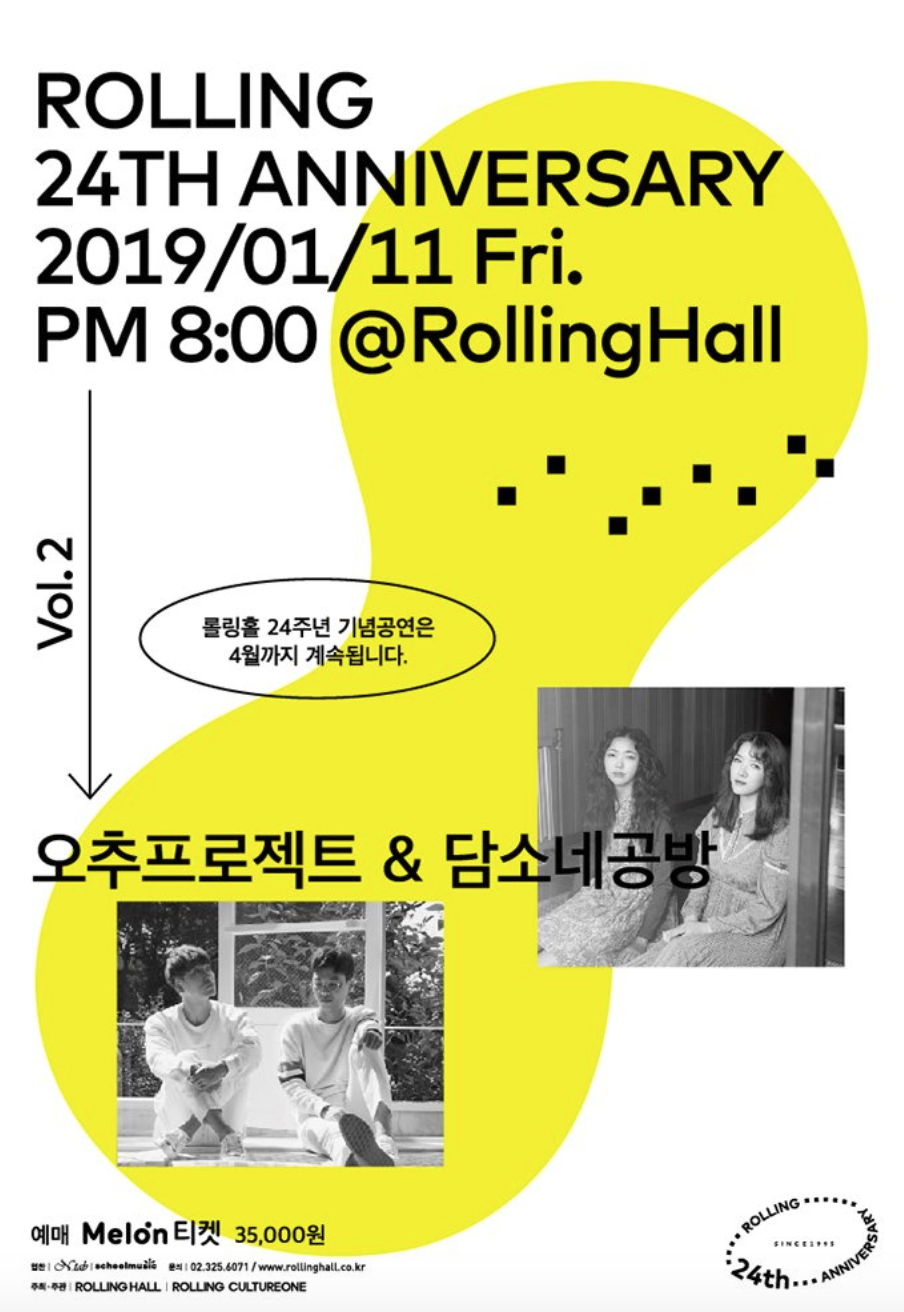 ROLLING
24TH ANNIVERSARY
2019/01/11 Fri.
PM 8:00 @RollingHall
Vol.2
롤링홀 24주년 기념공연은
4월까지 계속됩니다.
오추프로젝트 & 담소네공방
예매 Melon 티켓 35,000원
협찬 | Club | schoolmusic 문의 | 02.325.6071 / www.rollinghall.co.kr
주최·주관 | ROLLING HALL | ROLLING CULTUREONE
ROLLING
SINCE1995
24th
ANNIVERSARY